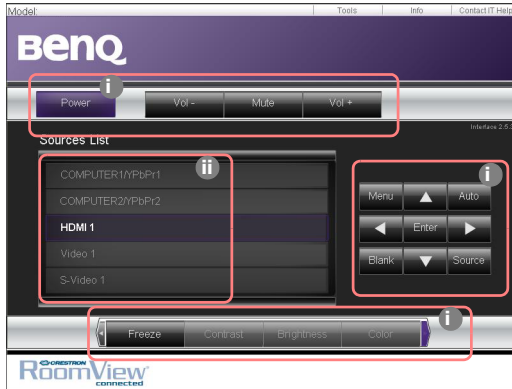 Model: Tools Info Contact IT Help
BenQ
i
Power Vol - Mute Vol +
Interface 2.5.
Sources List
ii
i
COMPUTER1/YPbPr1
COMPUTER2/YPbPr2
HDMI 1
Video 1
S-Video 1
Menu Auto
Enter
Blank Source
i
Freeze Contrast Brightness Color
CRESTRON
RoomView
connected